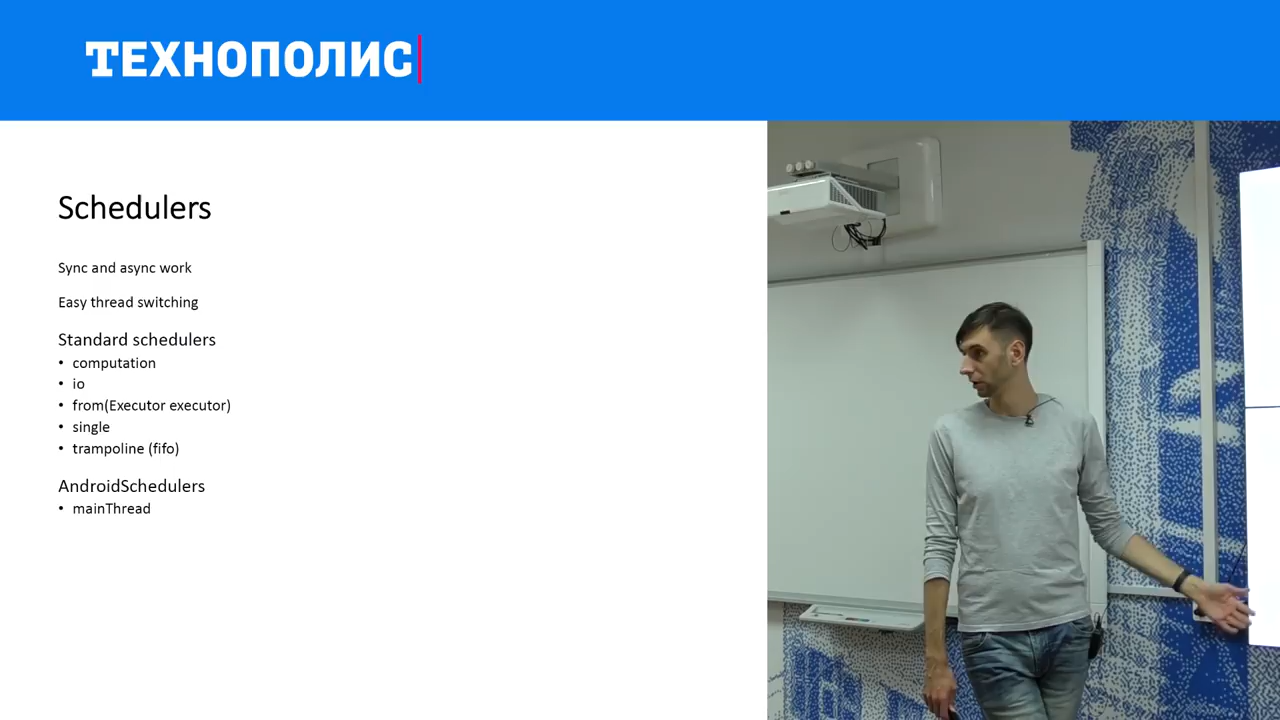 ТЕХНОПОЛИС
Schedulers
Sync and async work
Easy thread switching
Standard schedulers
• computation
• io
• from(Executor executor)
• single
• trampoline (fifo)
AndroidSchedulers
• mainThread